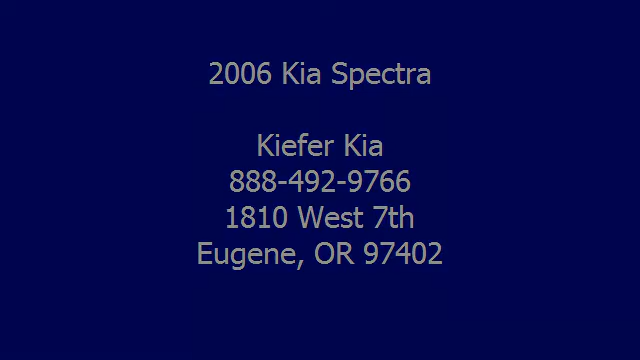 2006 Kia Spectra
Kiefer Kia
888-492-9766
1810 West 7th
Eugene, OR 97402